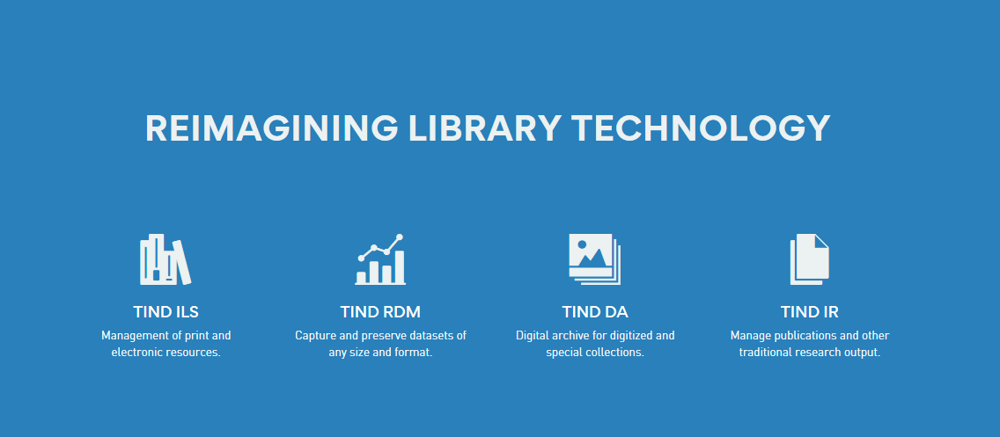 REIMAGINING LIBRARY TECHNOLOGY
TIND ILS
Management of print and
electronic resources.
TIND RDM
Capture and preserve datasets of
any size and format.
TIND DA
Digital archive for digitized and
special collections.
TIND IR
Manage publications and other
traditional research output.